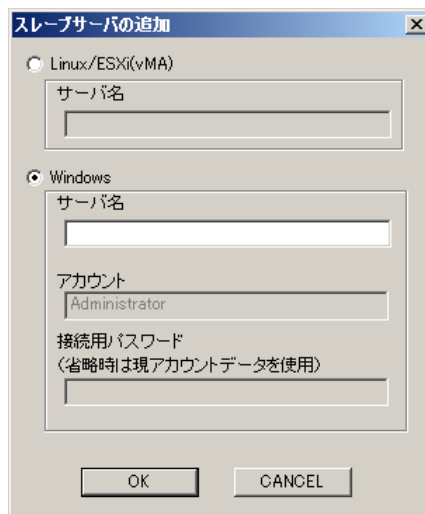 スレーブサーバの追加
Linux/ESXi(vMA)
サーバ名
Windows
サーバ名
アカウント
Administrator
接続用パスワード
(省略時は現アカウントデータを使用)
OK
CANCEL